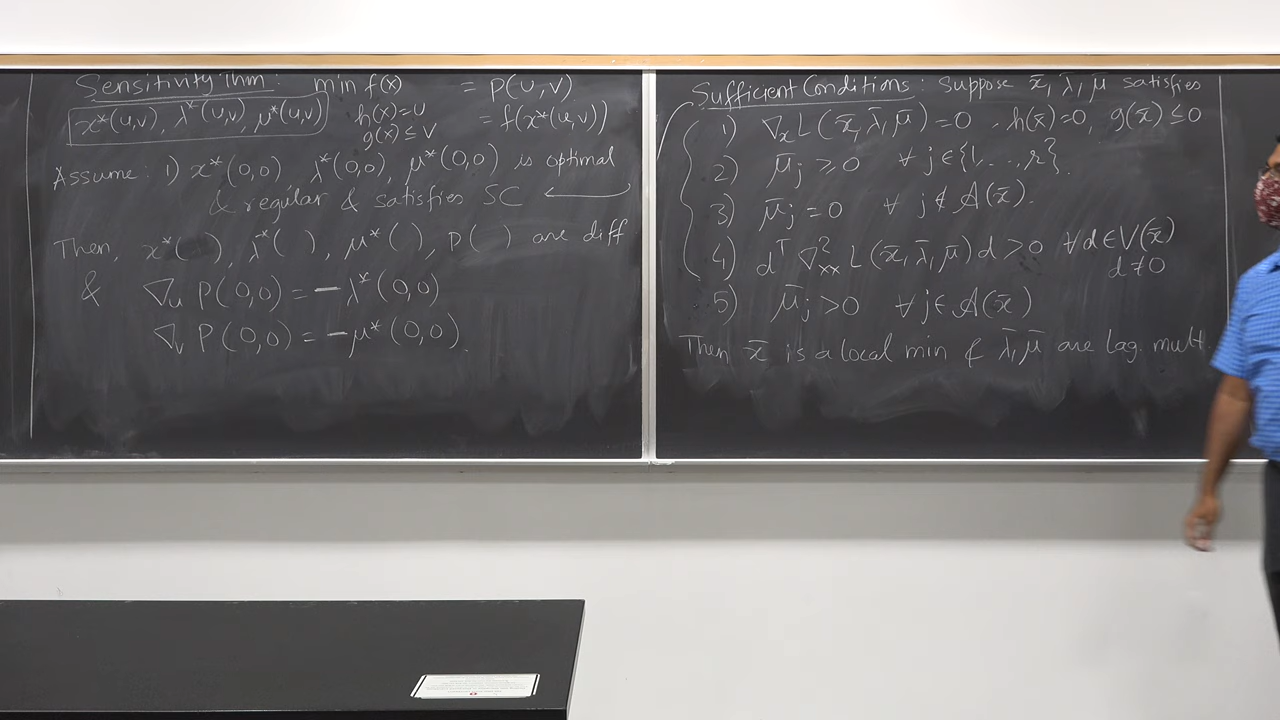 Sensitivity Thm: min f(x) = P(u,v)
x*(u,v), λ*(u,v), μ*(u,v) h(x)=u = f(x*(u,v))
g(x)≤v
Assume: 1) x*(0,0) λ*(0,0), μ*(0,0) is optimal
& regular & satisfies SC
Then, x*( ), λ*( ), μ*( ), P( ) are diff
& ∇u P(0,0) = −λ*(0,0)
∇v P(0,0) = −μ*(0,0).
Sufficient Conditions: Suppose x̄, λ̄, μ̄ satisfies
1) ∇x L(x̄, λ̄, μ̄) = 0, h(x̄)=0, g(x̄) ≤ 0
2) μ̄j ≥ 0 ∀ j∈{1,...,r}.
3) μ̄j = 0 ∀ j∉A(x̄).
4) dᵀ ∇²xx L(x̄, λ̄, μ̄) d > 0 ∀d∈V(x̄)
d≠0
5) μ̄j > 0 ∀j∈A(x̄)
Then x̄ is a local min & λ̄, μ̄ are Lag. mult.